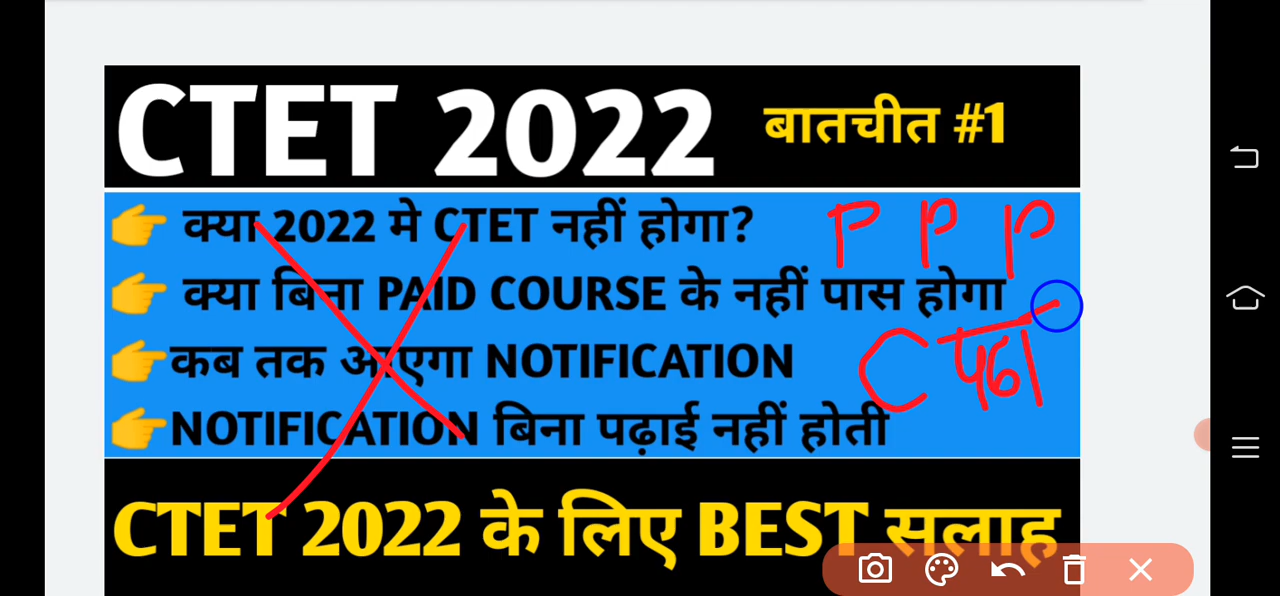 CTET 2022 बातचीत #1
👉 क्या 2022 मे CTET नहीं होगा?
👉 क्या बिना PAID COURSE के नहीं पास होगा
👉कब तक आएगा NOTIFICATION
👉NOTIFICATION बिना पढ़ाई नहीं होती
P P P
C
CTET 2022 के लिए BEST सलाह